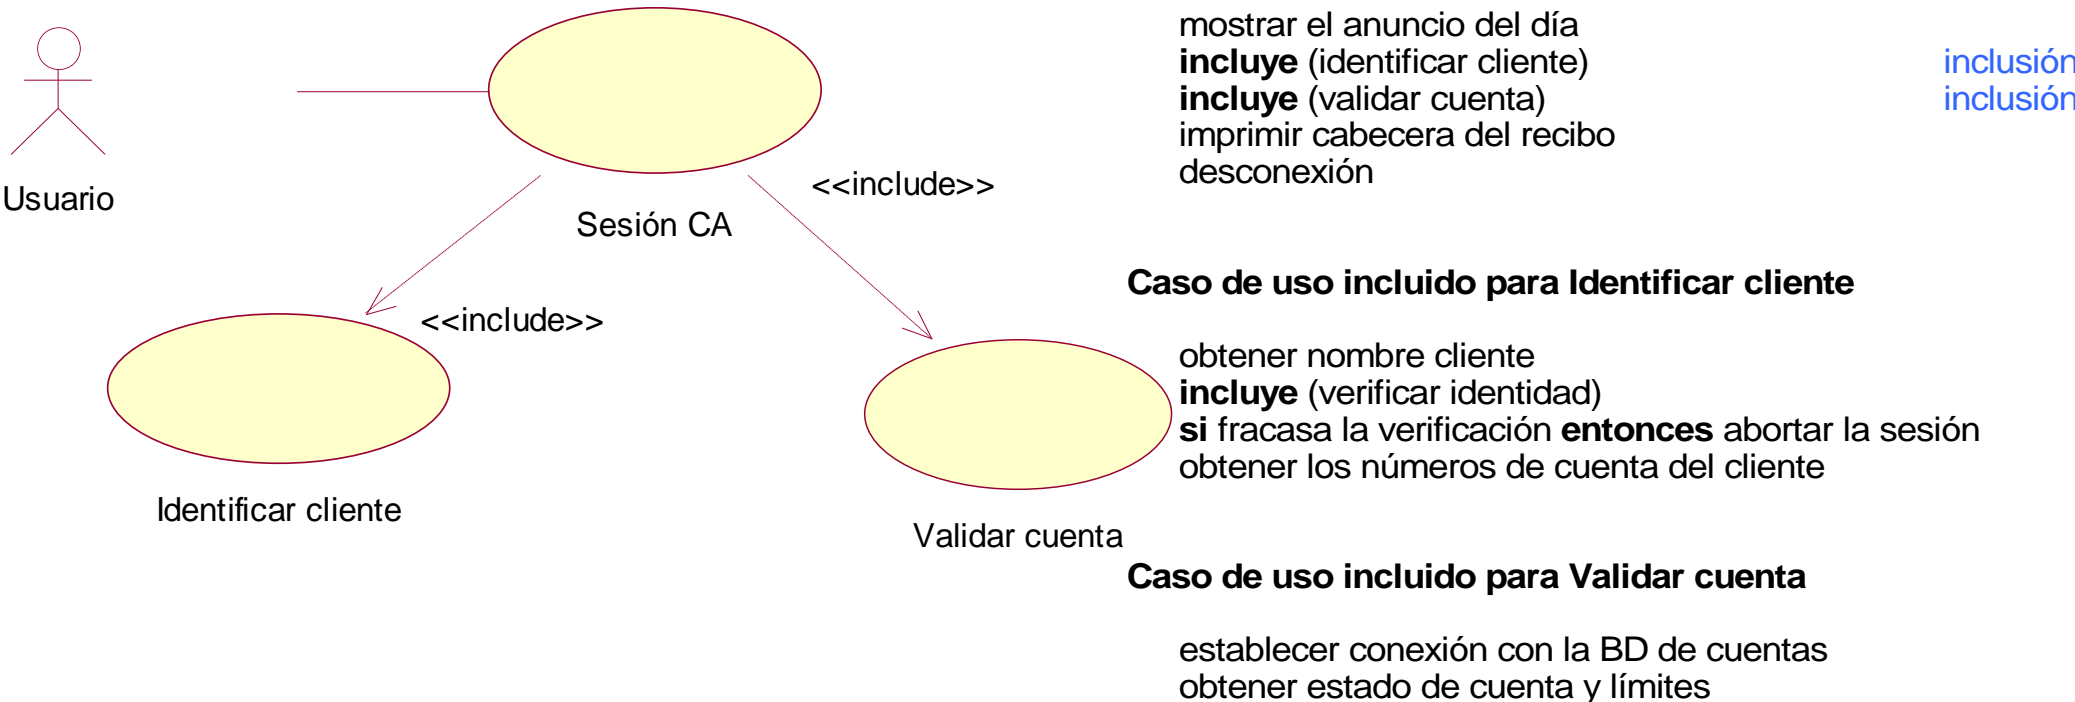 Usuario
Sesión CA
<<include>>
<<include>>
Identificar cliente
Validar cuenta
mostrar el anuncio del día
incluye (identificar cliente) inclusión
incluye (validar cuenta) inclusión
imprimir cabecera del recibo
desconexión
Caso de uso incluido para Identificar cliente
obtener nombre cliente
incluye (verificar identidad)
si fracasa la verificación entonces abortar la sesión
obtener los números de cuenta del cliente
Caso de uso incluido para Validar cuenta
establecer conexión con la BD de cuentas
obtener estado de cuenta y límites